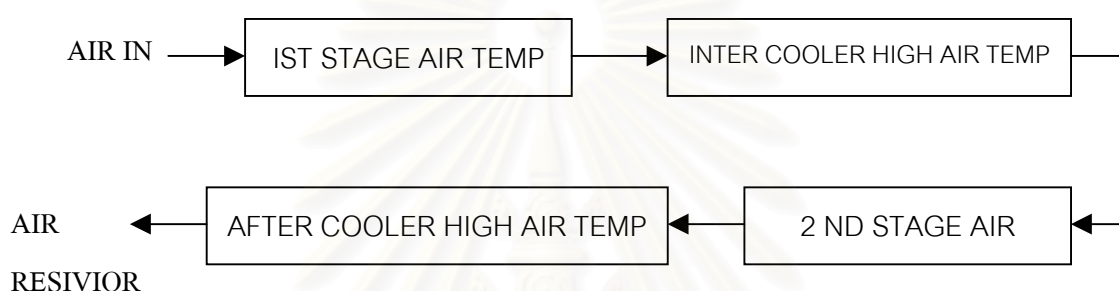 AIR IN
IST STAGE AIR TEMP
INTER COOLER HIGH AIR TEMP
AIR
RESIVIOR
AFTER COOLER HIGH AIR TEMP
2 ND STAGE AIR